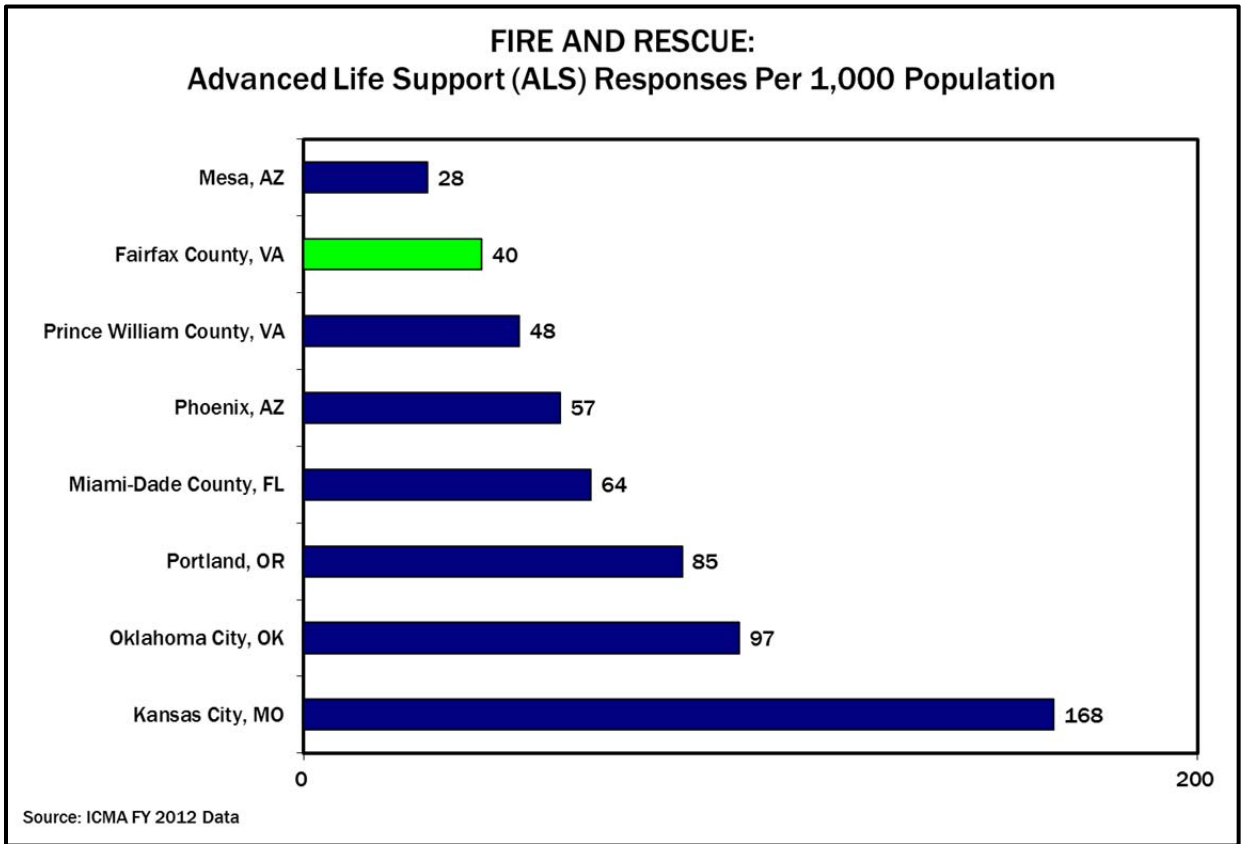 FIRE AND RESCUE:
Advanced Life Support (ALS) Responses Per 1,000 Population
Mesa, AZ 28
Fairfax County, VA 40
Prince William County, VA 48
Phoenix, AZ 57
Miami-Dade County, FL 64
Portland, OR 85
Oklahoma City, OK 97
Kansas City, MO 168
0 200
Source: ICMA FY 2012 Data